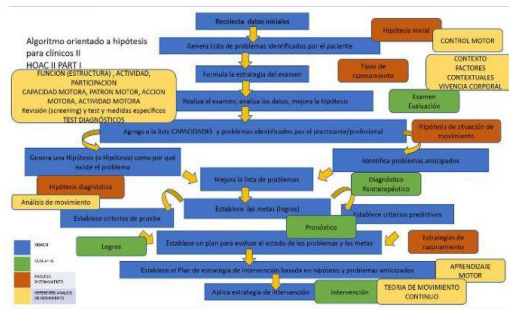 Recolecta datos iniciales
Hipótesis inicial
Algoritmo orientado a hipótesis
para clínicos II
HOAC II PART I
Genera Lista de problemas identificados por el paciente
CONTROL MOTOR
Formula la estrategia del examen
Tipos de
razonamiento
CONTEXTO
FACTORES
CONTEXTUALES
VIVENCIA CORPORAL
FUNCION (ESTRUCTURA) , ACTIVIDAD,
PARTICIPACION
CAPACIDAD MOTORA, PATRON MOTOR, ACCION
MOTORA, ACTIVIDAD MOTORA
Revisión (screening) y test y medidas específicos
TEST DIAGNÓSTICOS
Realiza el examen, analiza los datos, mejora la hipótesis
Examen
Evaluación
Agrega a la lista CAPACIDADES y problemas identificados por el practicante/profesional
Hipótesis de situación de
movimiento
Genera una Hipótesis (o Hipótesis) como por qué
existe el problema
Identifica problemas anticipados
Mejora la lista de problemas
Hipótesis diagnóstica
Diagnóstico
fisioterapéutico
Análisis de movimiento
Establece las metas (logros)
Establece criterios de prueba
Establece criterios predictivos
Pronóstico
Logros
Establece un plan para evaluar el estado de los problemas y las metas
Estrategias de
razonamiento
HOAC II
Establece el Plan de estrategia de intervención basada en hipótesis y problemas anticipados
APRENDIZAJE
MOTOR
Aplica estrategia de intervención
Intervención
TEORIA DE MOVIMIENTO
CONTINUO